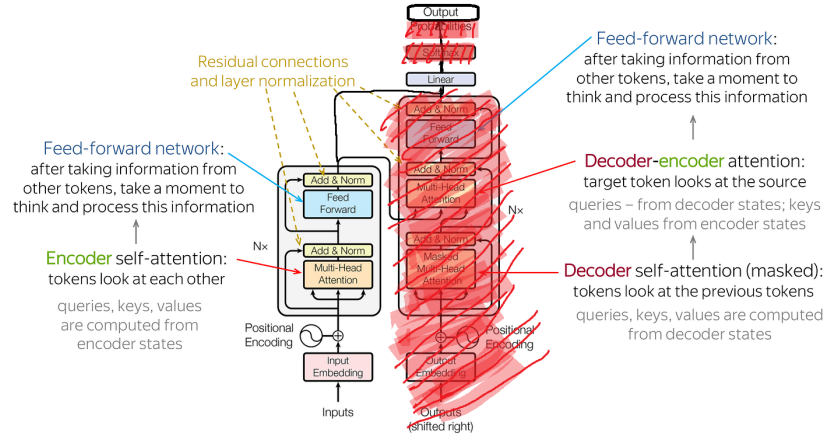 Output
Probabilities
Softmax
Linear
Residual connections
and layer normalization
Feed-forward network:
after taking information from
other tokens, take a moment to
think and process this information
Add & Norm
Feed
Forward
Feed-forward network:
after taking information from
other tokens, take a moment to
think and process this information
Add & Norm
Feed
Forward
Add & Norm
Multi-Head
Attention
Decoder-encoder attention:
target token looks at the source
queries – from decoder states; keys
and values from encoder states
N×
N×
Encoder self-attention:
tokens look at each other
queries, keys, values
are computed from
encoder states
Add & Norm
Multi-Head
Attention
Add & Norm
Masked
Multi-Head
Attention
Decoder self-attention (masked):
tokens look at the previous tokens
queries, keys, values are computed
from decoder states
Positional
Encoding
Positional
Encoding
Input
Embedding
Output
Embedding
Inputs
Outputs
(shifted right)